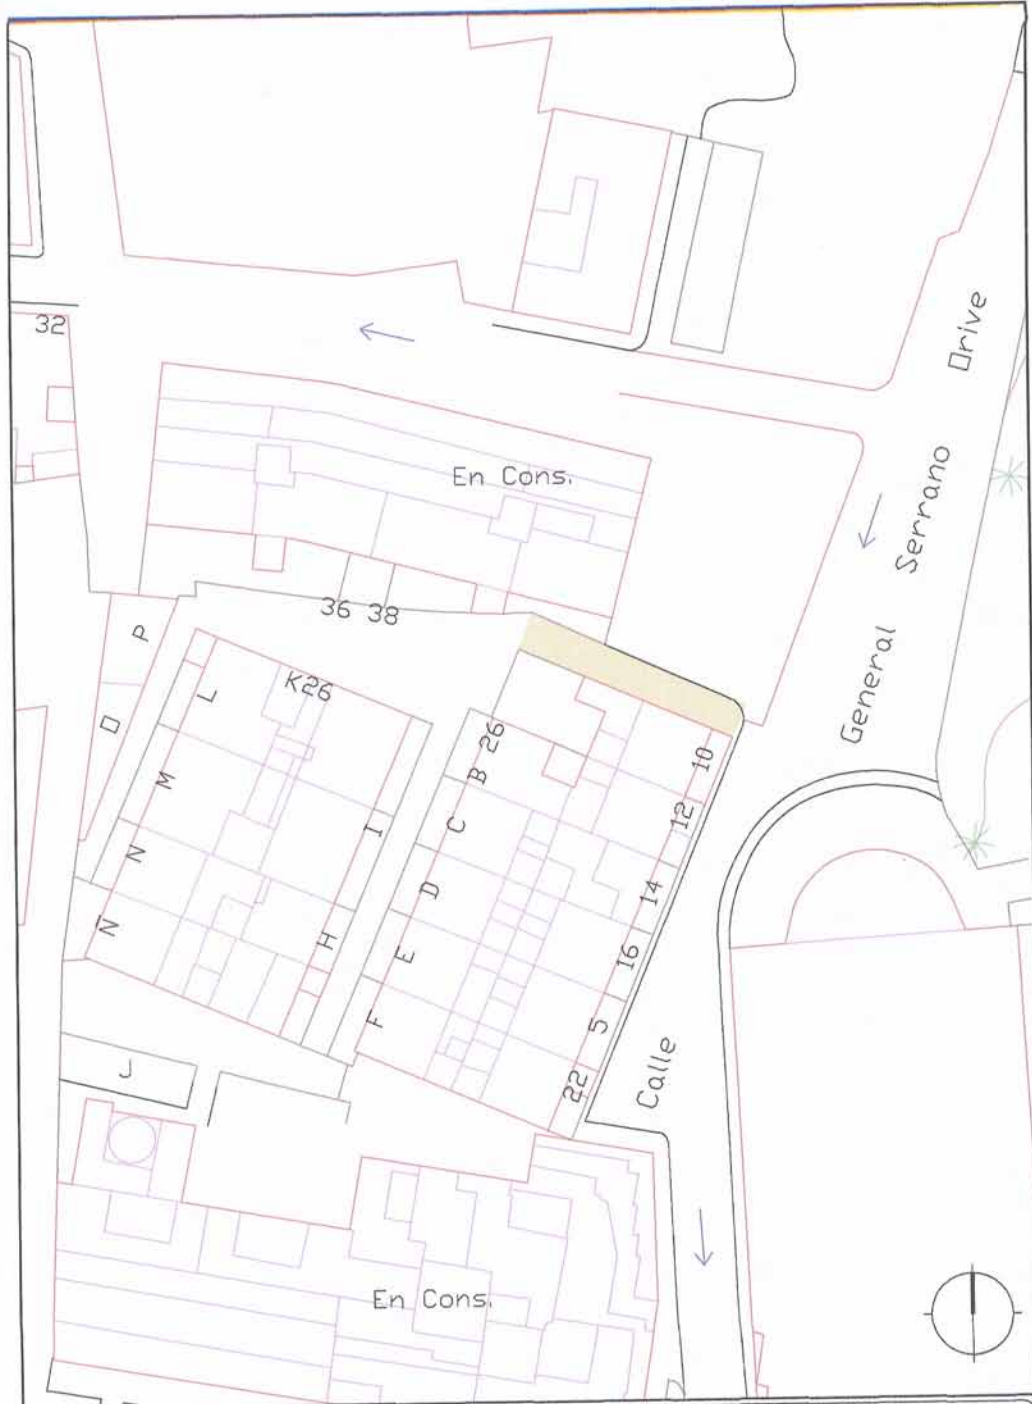 32
Drive
Serrano
General
Calle
En Cons.
36 38
P
O
L
K26
M
N
Ñ
I
H
26
B
C
D
E
F
10
12
14
16
5
22
J
En Cons.